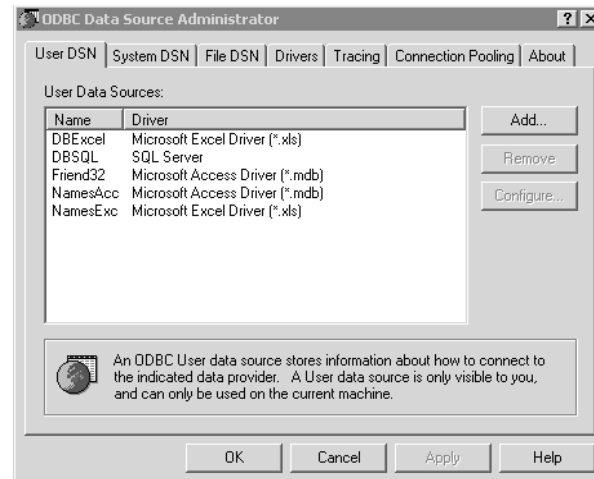 ODBC Data Source Administrator
User DSN System DSN File DSN Drivers Tracing Connection Pooling About
User Data Sources:
Name Driver
DBExcel Microsoft Excel Driver (*.xls)
DBSQL SQL Server
Friend32 Microsoft Access Driver (*.mdb)
NamesAcc Microsoft Access Driver (*.mdb)
NamesExc Microsoft Excel Driver (*.xls)
Add...
Remove
Configure...
An ODBC User data source stores information about how to connect to
the indicated data provider. A User data source is only visible to you,
and can only be used on the current machine.
OK Cancel Apply Help